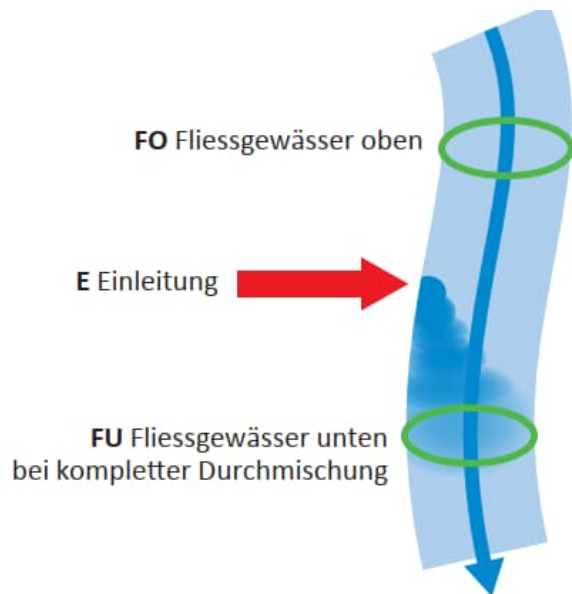 FO Fliessgewässer oben
E Einleitung
FU Fliessgewässer unten
bei kompletter Durchmischung